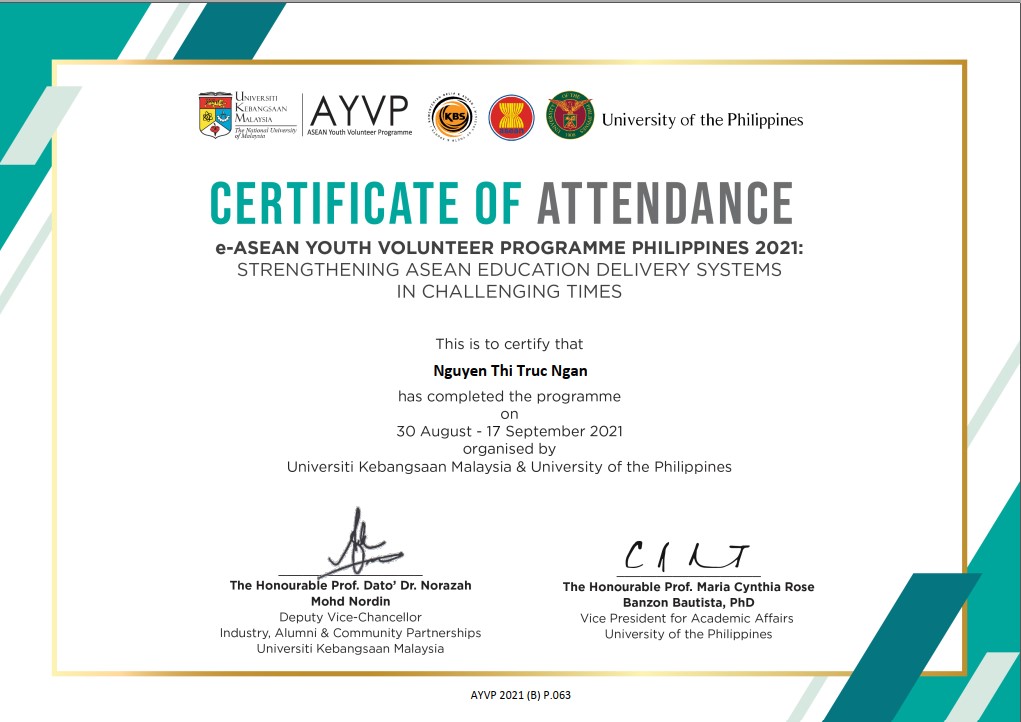 UNIVERSITI
KEBANGSAAN
MALAYSIA
The National University
of Malaysia
AYVP
ASEAN Youth Volunteer Programme
KBS
University of the Philippines
CERTIFICATE OF ATTENDANCE
e-ASEAN YOUTH VOLUNTEER PROGRAMME PHILIPPINES 2021:
STRENGTHENING ASEAN EDUCATION DELIVERY SYSTEMS
IN CHALLENGING TIMES
This is to certify that
Nguyen Thi Truc Ngan
has completed the programme
on
30 August - 17 September 2021
organised by
Universiti Kebangsaan Malaysia & University of the Philippines
The Honourable Prof. Dato' Dr. Norazah
Mohd Nordin
Deputy Vice-Chancellor
Industry, Alumni & Community Partnerships
Universiti Kebangsaan Malaysia
The Honourable Prof. Maria Cynthia Rose
Banzon Bautista, PhD
Vice President for Academic Affairs
University of the Philippines
AYVP 2021 (B) P.063